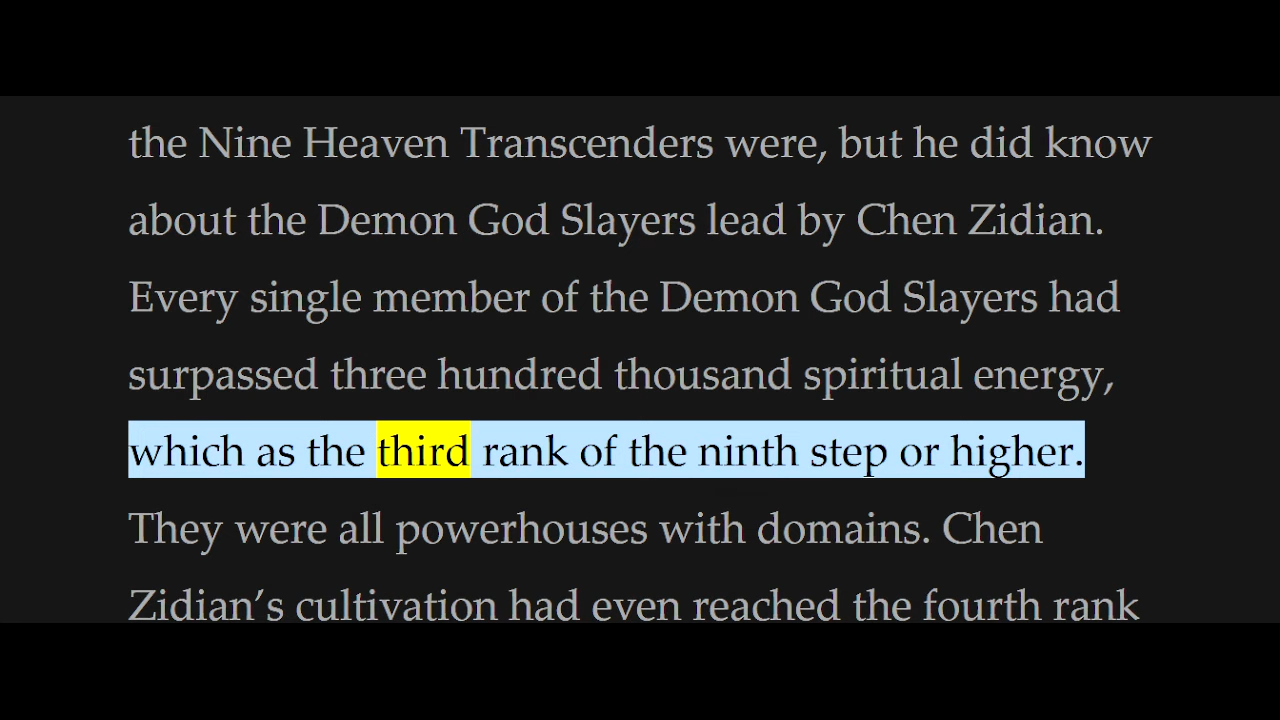 the Nine Heaven Transcenders were, but he did know
about the Demon God Slayers lead by Chen Zidian.
Every single member of the Demon God Slayers had
surpassed three hundred thousand spiritual energy,
which as the third rank of the ninth step or higher.
They were all powerhouses with domains. Chen
Zidian’s cultivation had even reached the fourth rank